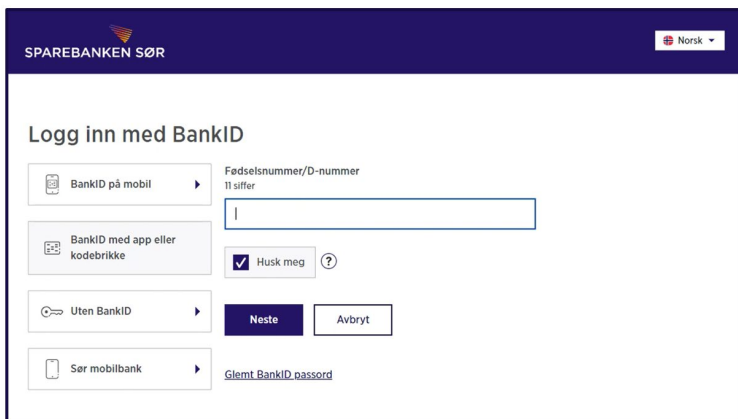 SPAREBANKEN SØR
Norsk
Logg inn med BankID
BankID på mobil
BankID med app eller
kodebrikke
Uten BankID
Sør mobilbank
Fødselsnummer/D-nummer
11 siffer
Husk meg
?
Neste
Avbryt
Glemt BankID passord